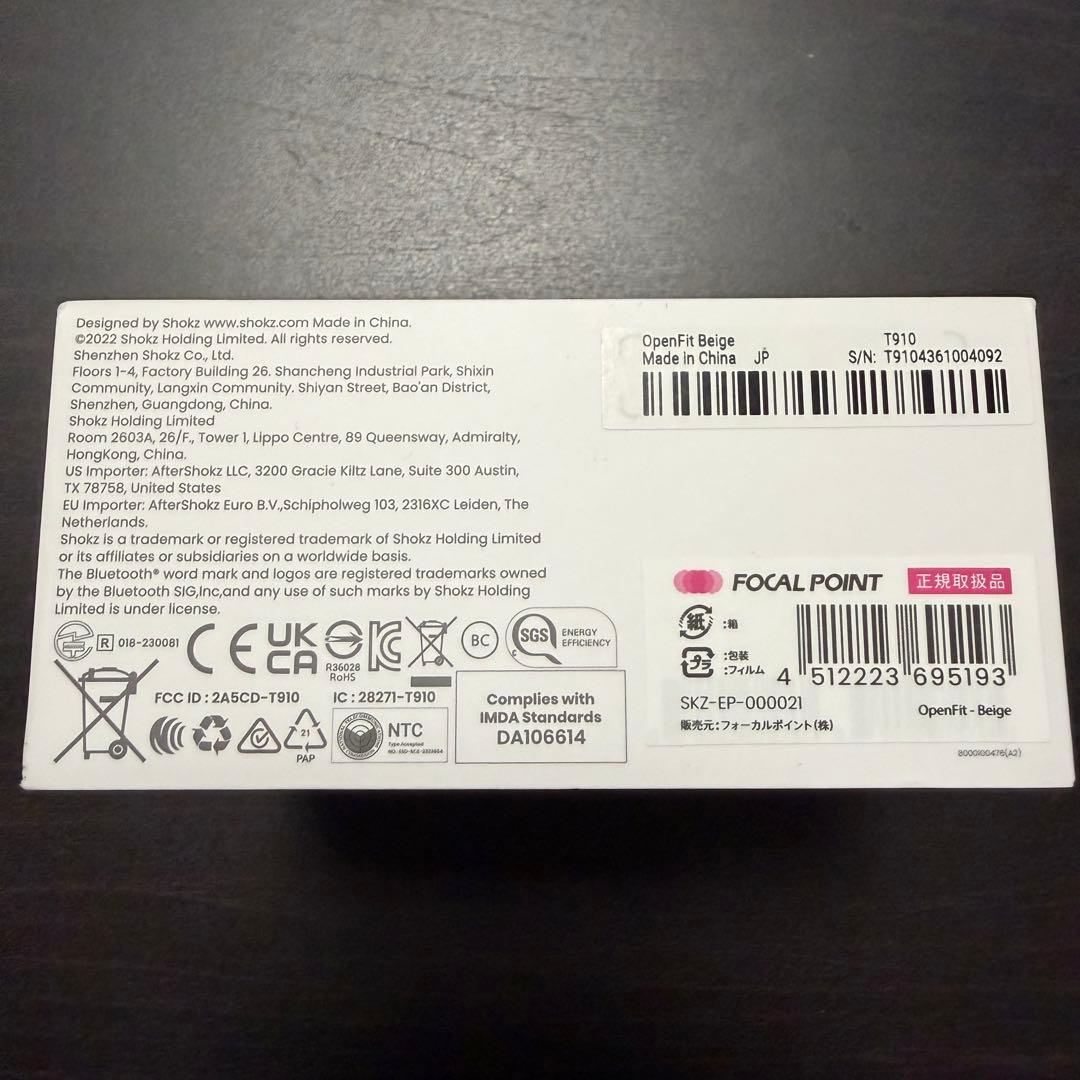 Designed by Shokz www.shokz.com Made in China.
©2022 Shokz Holding Limited. All rights reserved.
Shenzhen Shokz Co., Ltd.
Floors 1-4, Factory Building 26. Shancheng Industrial Park, Shixin
Community, Langxin Community. Shiyan Street, Bao'an District,
Shenzhen, Guangdong, China.
Shokz Holding Limited
Room 2603A, 26/F., Tower 1, Lippo Centre, 89 Queensway, Admiralty,
HongKong, China.
US Importer: AfterShokz LLC, 3200 Gracie Kiltz Lane, Suite 300 Austin,
TX 78758, United States
EU Importer: AfterShokz Euro B.V.,Schipholweg 103, 2316XC Leiden, The
Netherlands.
Shokz is a trademark or registered trademark of Shokz Holding Limited
or its affiliates or subsidiaries on a worldwide basis.
The Bluetooth® word mark and logos are registered trademarks owned
by the Bluetooth SIG,Inc,and any use of such marks by Shokz Holding
Limited is under license.
R 018-230081
CE
UK
CA
R36028
RoHS
BC
SGS
C
ENERGY
EFFICIENCY
FCC ID : 2A5CD-T910
IC : 28271-T910
21
PAP
NTC
Type Accepted
Complies with
IMDA Standards
DA106614
OpenFit Beige T910
Made in China JP S/N: T9104361004092
FOCAL POINT 正規取扱品
紙 :箱
プラ :包装
:フィルム
4 512223 695193
SKZ-EP-000021
OpenFit - Beige
販売元:フォーカルポイント(株)
8000100476(A2)